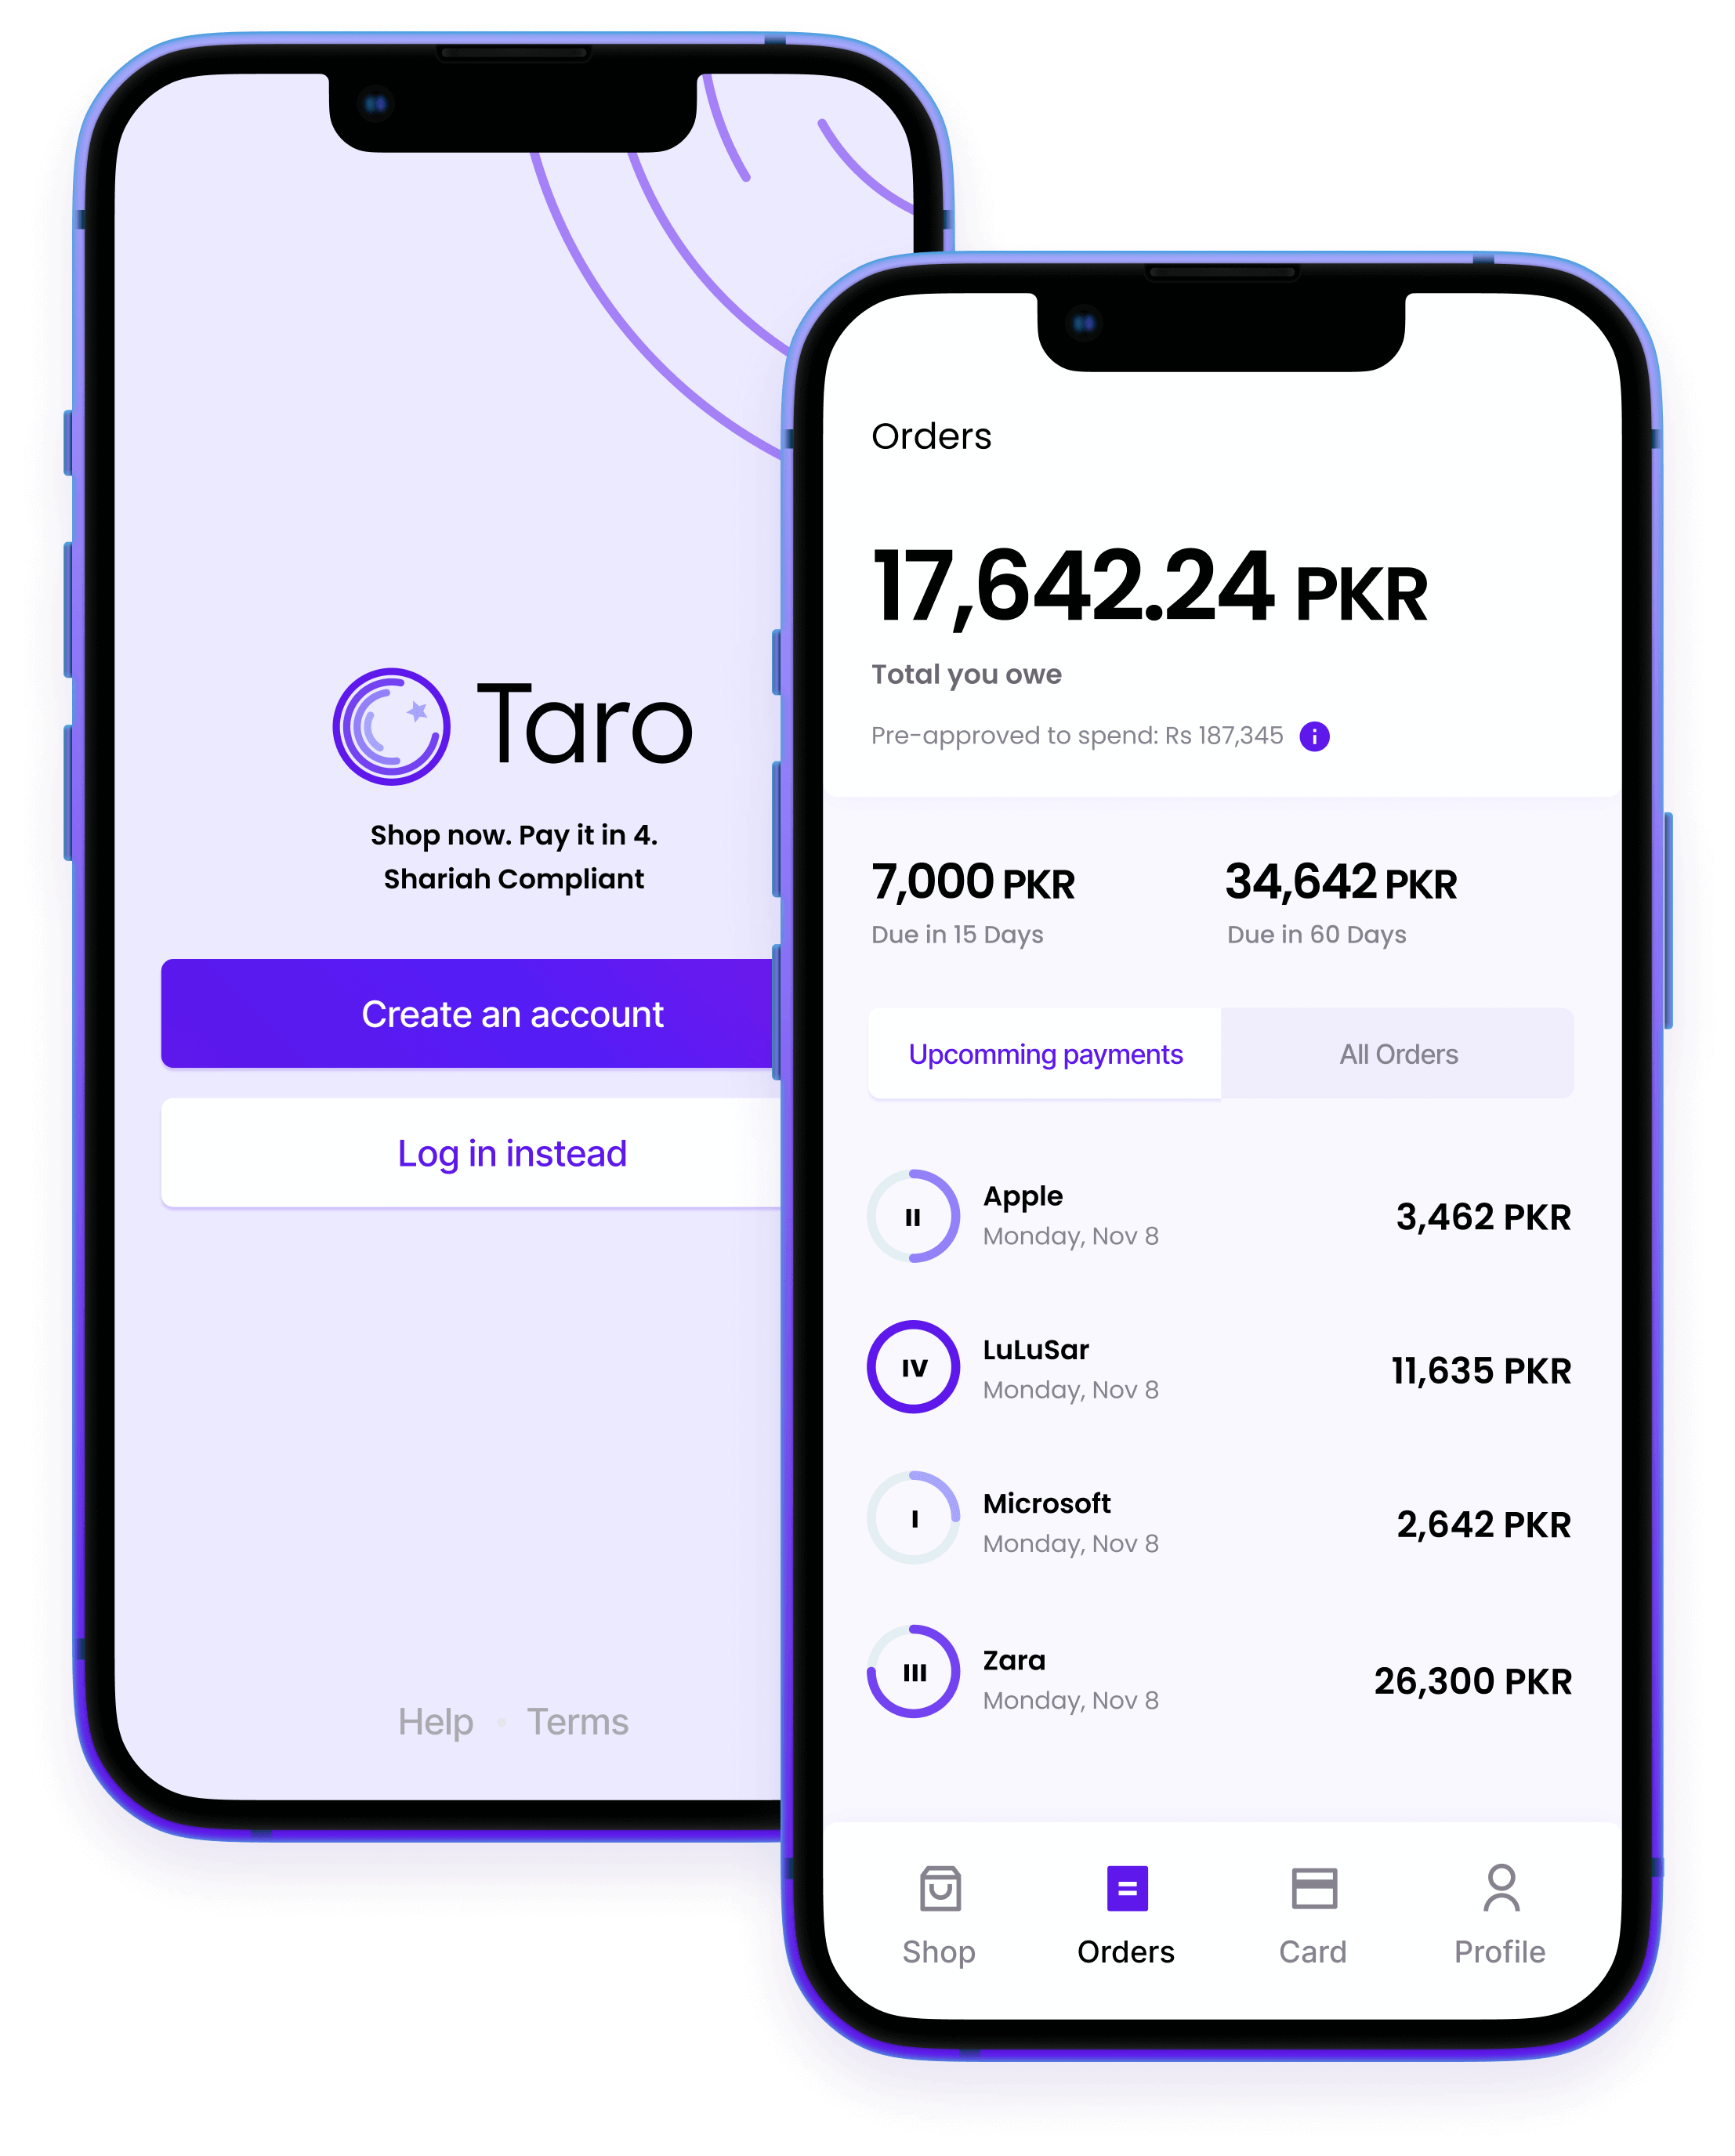 Taro
Shop now. Pay it in 4.
Shariah Compliant
Create an account
Log in instead
Help • Terms
Orders
17,642.24 PKR
Total you owe
Pre-approved to spend: Rs 187,345 i
7,000 PKR
34,642 PKR
Due in 15 Days
Due in 60 Days
Upcomming payments
All Orders
II
Apple
Monday, Nov 8
3,462 PKR
IV
LuLuSar
Monday, Nov 8
11,635 PKR
I
Microsoft
Monday, Nov 8
2,642 PKR
III
Zara
Monday, Nov 8
26,300 PKR
Shop
Orders
Card
Profile